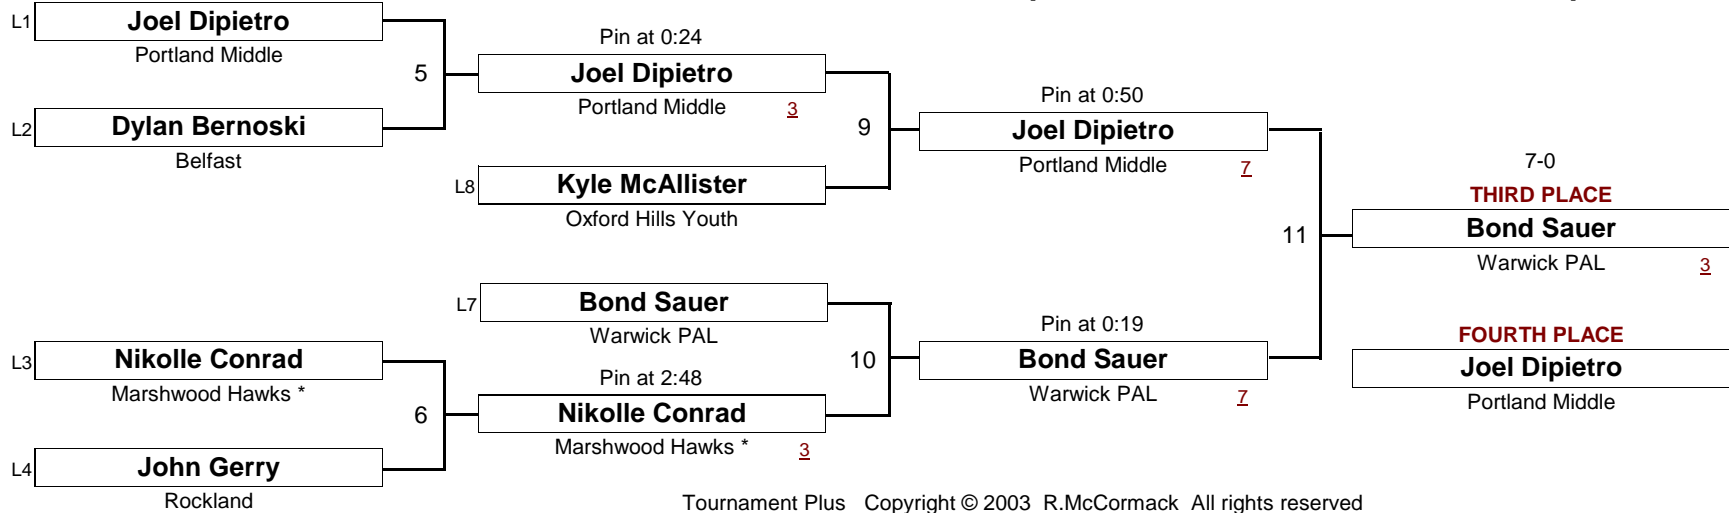 L1 Joel Dipietro
Portland Middle
5
L2 Dylan Bernoski
Belfast
Pin at 0:24
Joel Dipietro
Portland Middle 3
9
L8 Kyle McAllister
Oxford Hills Youth
Pin at 0:50
Joel Dipietro
Portland Middle 7
11
7-0
THIRD PLACE
Bond Sauer
Warwick PAL 3
L7 Bond Sauer
Warwick PAL
10
L3 Nikolle Conrad
Marshwood Hawks *
6
L4 John Gerry
Rockland
Pin at 2:48
Nikolle Conrad
Marshwood Hawks * 3
Pin at 0:19
Bond Sauer
Warwick PAL 7
FOURTH PLACE
Joel Dipietro
Portland Middle
Tournament Plus Copyright © 2003 R.McCormack All rights reserved